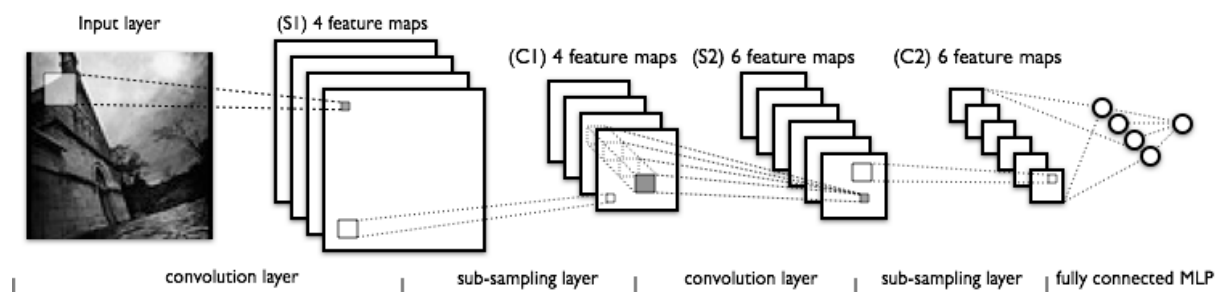 Input layer
(S1) 4 feature maps
(C1) 4 feature maps
(S2) 6 feature maps
(C2) 6 feature maps
convolution layer
sub-sampling layer
convolution layer
sub-sampling layer
fully connected MLP